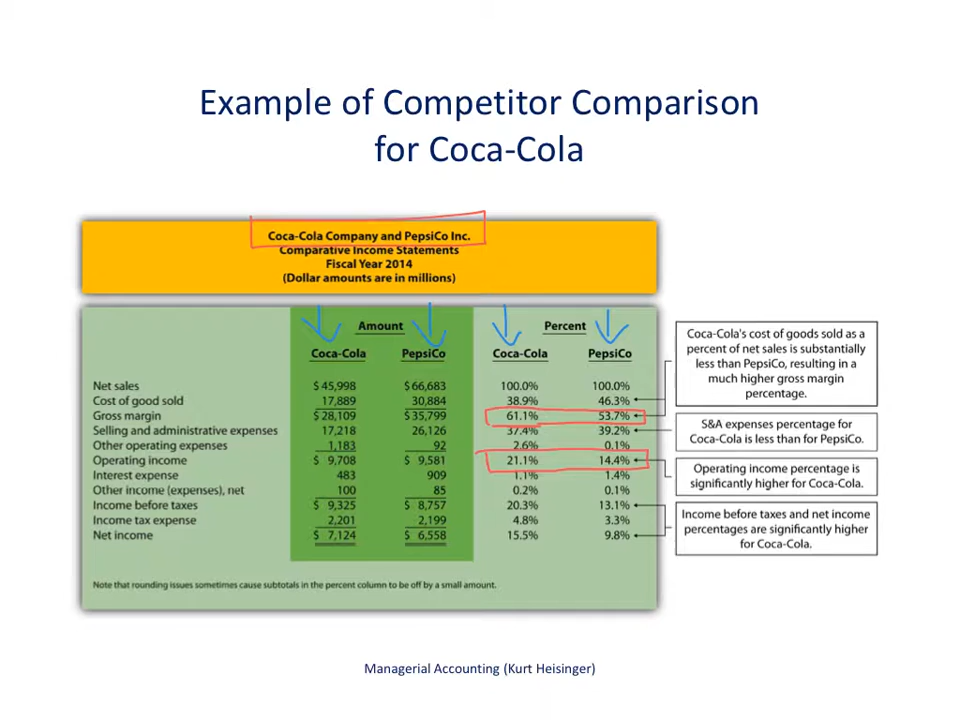 Example of Competitor Comparison
for Coca-Cola
Coca-Cola Company and PepsiCo Inc.
Comparative Income Statements
Fiscal Year 2014
(Dollar amounts are in millions)
Amount Percent
Coca-Cola PepsiCo Coca-Cola PepsiCo
Net sales $ 45,998 $ 66,683 100.0% 100.0%
Cost of good sold 17,889 30,884 38.9% 46.3%
Gross margin $ 28,109 $ 35,799 61.1% 53.7%
Selling and administrative expenses 17,218 26,126 37.4% 39.2%
Other operating expenses 1,183 92 2.6% 0.1%
Operating income $ 9,708 $ 9,581 21.1% 14.4%
Interest expense 483 909 1.1% 1.4%
Other income (expenses), net 100 85 0.2% 0.1%
Income before taxes $ 9,325 $ 8,757 20.3% 13.1%
Income tax expense 2,201 2,199 4.8% 3.3%
Net income $ 7,124 $ 6,558 15.5% 9.8%
Note that rounding issues sometimes cause subtotals in the percent column to be off by a small amount.
Coca-Cola's cost of goods sold as a
percent of net sales is substantially
less than PepsiCo, resulting in a
much higher gross margin
percentage.
S&A expenses percentage for
Coca-Cola is less than for PepsiCo.
Operating income percentage is
significantly higher for Coca-Cola.
Income before taxes and net income
percentages are significantly higher
for Coca-Cola.
Managerial Accounting (Kurt Heisinger)